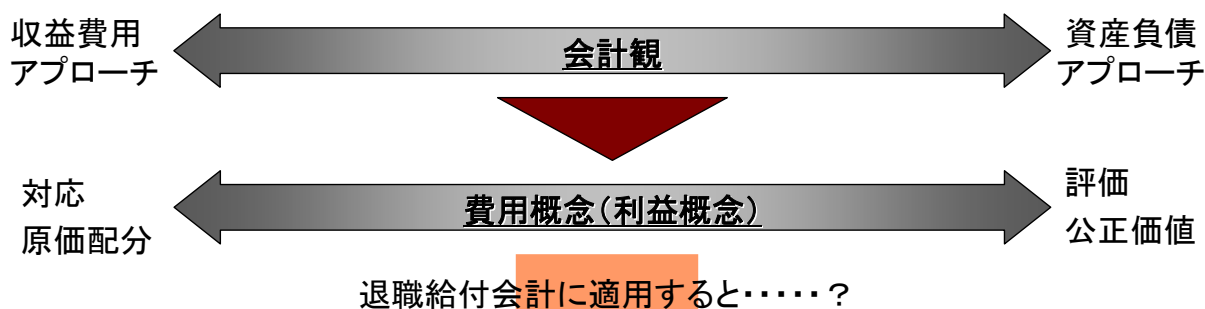 収益費用
アプローチ
会計観
資産負債
アプローチ
対応
原価配分
費用概念(利益概念)
評価
公正価値
退職給付会計に適用すると・・・・・?